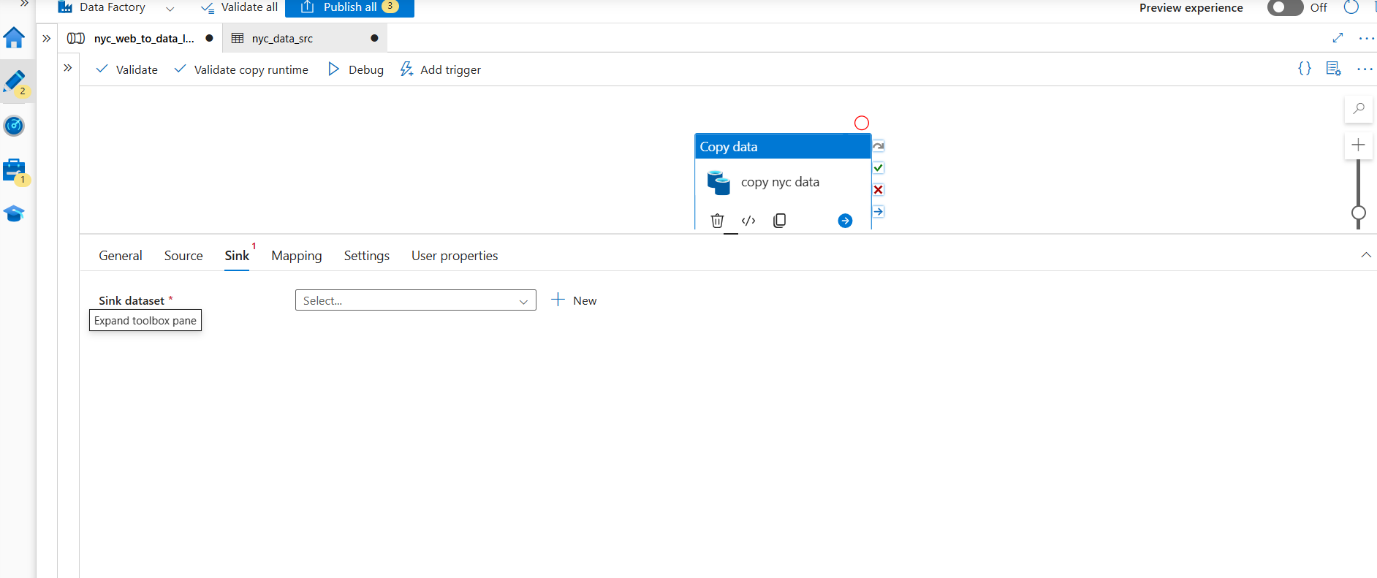 Data Factory
Validate all
Publish all 3
Preview experience
Off
nyc_web_to_data_l...
nyc_data_src
Validate
Validate copy runtime
Debug
Add trigger
2
1
Copy data
copy nyc data
General
Source
Sink 1
Mapping
Settings
User properties
Sink dataset *
Select...
New
Expand toolbox pane